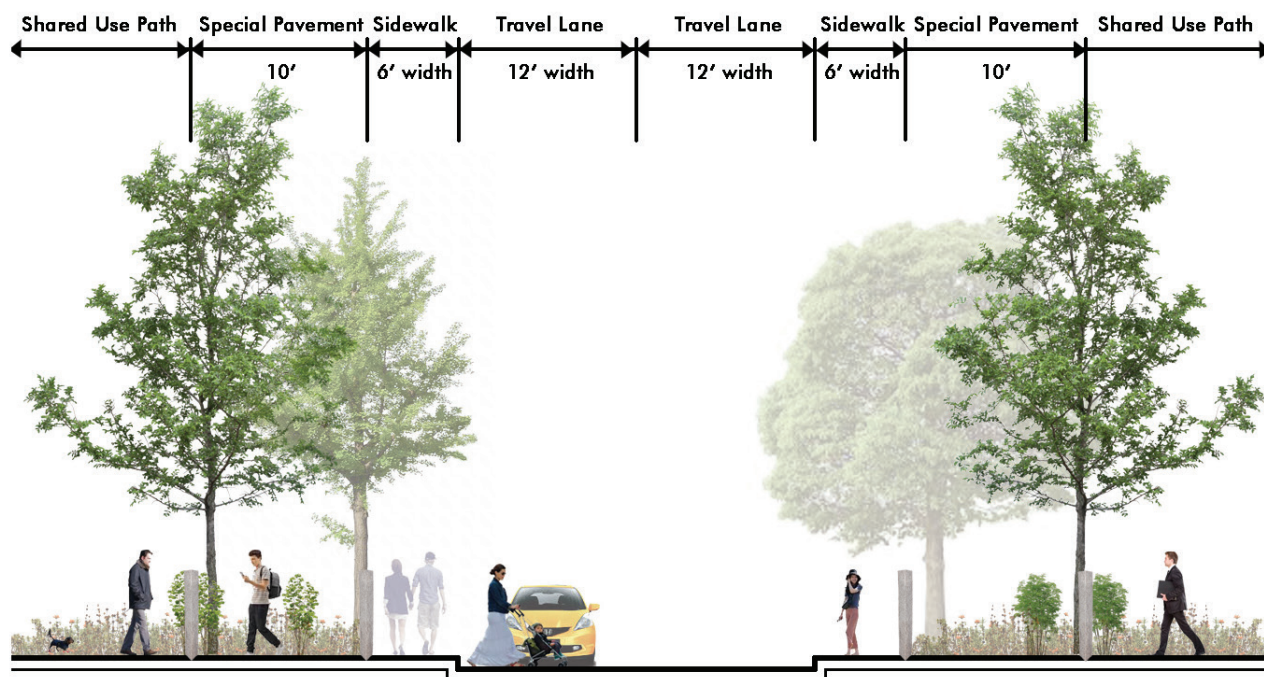 Shared Use Path Special Pavement Sidewalk Travel Lane Travel Lane Sidewalk Special Pavement Shared Use Path
10' 6' width 12' width 12' width 6' width 10'